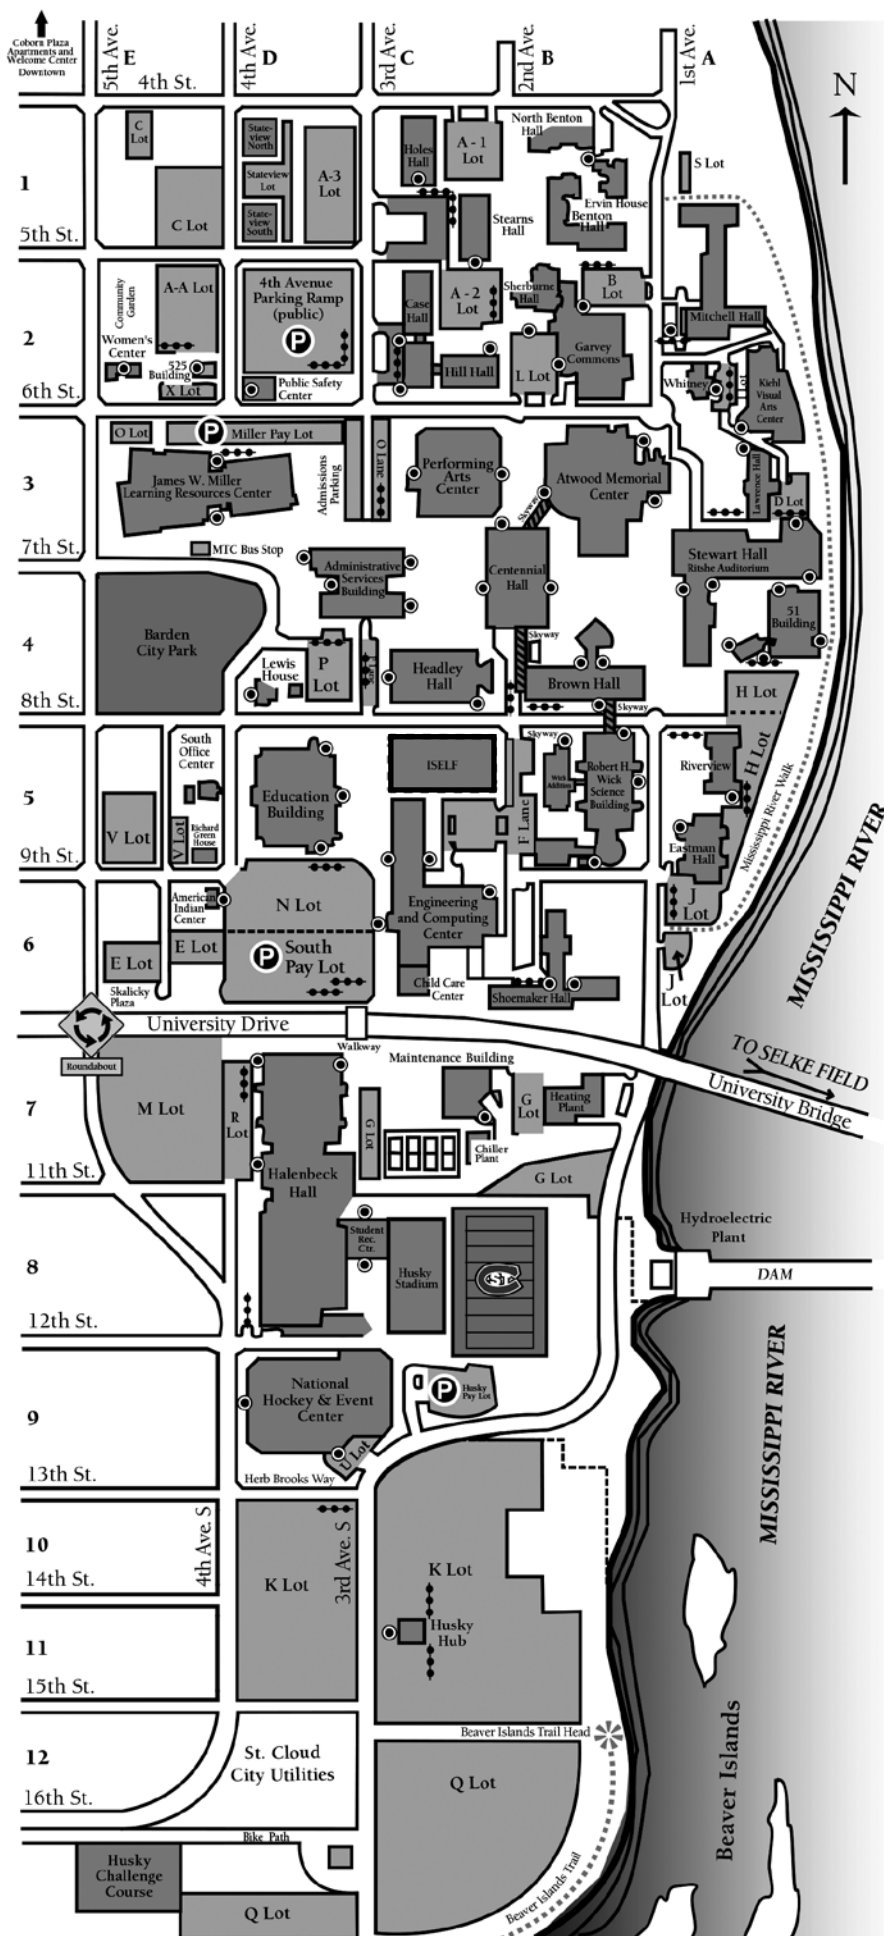 Coborn Plaza
Apartments and
Welcome Center
Downtown
5th Ave.
E
4th St.
4th Ave.
D
3rd Ave.
C
2nd Ave.
B
1st Ave.
A
N
C
Lot
State-
view
North
Stateview
Lot
State-
view
South
A-3
Lot
Holes
Hall
A - 1
Lot
North Benton
Hall
S Lot
1
C Lot
Stearns
Hall
Ervin House
Benton
Hall
5th St.
Community
Garden
A-A Lot
4th Avenue
Parking Ramp
(public)
P
Case
Hall
A - 2
Lot
Sherburne
Hall
B
Lot
Mitchell Hall
2
Women's
Center
525
Building
X Lot
Public Safety
Center
Hill Hall
L Lot
Garvey
Commons
Whitney
Lot
Kiehl
Visual
Arts
Center
6th St.
O Lot
P
Miller Pay Lot
Admissions
Parking
O Lane
Performing
Arts
Center
Atwood Memorial
Center
Lawrence Hall
D Lot
3
James W. Miller
Learning Resources Center
Skyway
7th St.
MTC Bus Stop
Administrative
Services
Building
Centennial
Hall
Stewart Hall
Ritshe Auditorium
51
Building
4
Barden
City Park
Lewis
House
P
Lot
Lane
Headley
Hall
Skyway
Brown Hall
H Lot
8th St.
Skyway
South
Office
Center
ISELF
Skyway
Riverview
H Lot
5
V Lot
V Lot
Richard
Green
House
Education
Building
F Lane
Wick
Addition
Robert H.
Wick
Science
Building
Eastman
Hall
Mississippi River Walk
9th St.
American
Indian
Center
N Lot
Engineering
and Computing
Center
J
Lot
MISSISSIPPI RIVER
6
E Lot
E Lot
P
South
Pay Lot
Child Care
Center
Shoemaker Hall
J
Lot
Skalicky
Plaza
University Drive
Walkway
Roundabout
Maintenance Building
TO SELKE FIELD
University Bridge
7
M Lot
R
Lot
G Lot
G
Lot
Heating
Plant
Chiller
Plant
11th St.
Halenbeck
Hall
G Lot
Hydroelectric
Plant
Student
Rec.
Ctr.
8
Husky
Stadium
C
ST
DAM
12th St.
National
Hockey & Event
Center
P
Husky
Pay Lot
MISSISSIPPI RIVER
9
U Lot
13th St.
Herb Brooks Way
10
4th Ave. S
3rd Ave. S
14th St.
K Lot
K Lot
11
Husky
Hub
15th St.
Beaver Islands Trail Head
Beaver Islands
12
St. Cloud
City Utilities
Q Lot
16th St.
Bike Path
Husky
Challenge
Course
Q Lot
Beaver Islands Trail